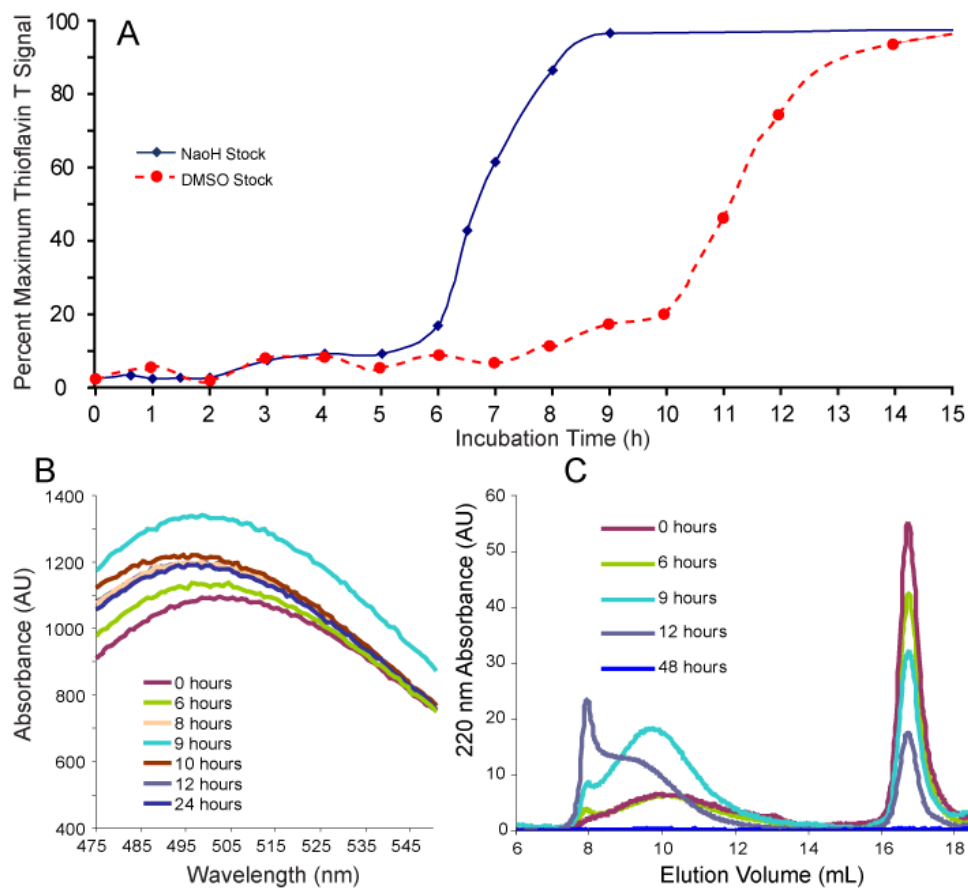 A
Percent Maximum Thioflavin T Signal
100
80
60
40
20
0
NaoH Stock
DMSO Stock
0 1 2 3 4 5 6 7 8 9 10 11 12 13 14 15
Incubation Time (h)
B
Absorbance (AU)
1400
1200
1000
800
600
400
0 hours
6 hours
8 hours
9 hours
10 hours
12 hours
24 hours
475 485 495 505 515 525 535 545
Wavelength (nm)
C
220 nm Absorbance (AU)
60
50
40
30
20
10
0
0 hours
6 hours
9 hours
12 hours
48 hours
6 8 10 12 14 16 18
Elution Volume (mL)